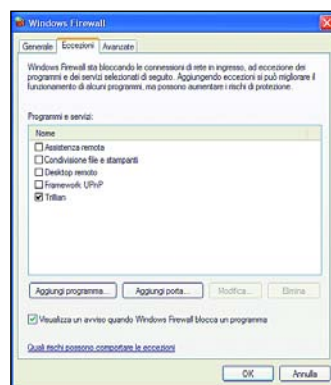 Windows Firewall
Generale Eccezioni Avanzate
Windows Firewall sta bloccando le connessioni di rete in ingresso, ad eccezione dei
programmi e dei servizi selezionati di seguito. Aggiungendo eccezioni si può migliorare il
funzionamento di alcuni programmi, ma possono aumentare i rischi di protezione.
Programmi e servizi:
Nome
Assistenza remota
Condivisione file e stampanti
Desktop remoto
Framework UPnP
Trillian
Aggiungi programma... Aggiungi porta... Modifica... Elimina
Visualizza un avviso quando Windows Firewall blocca un programma
Quali rischi possono comportare le eccezioni
OK Annulla